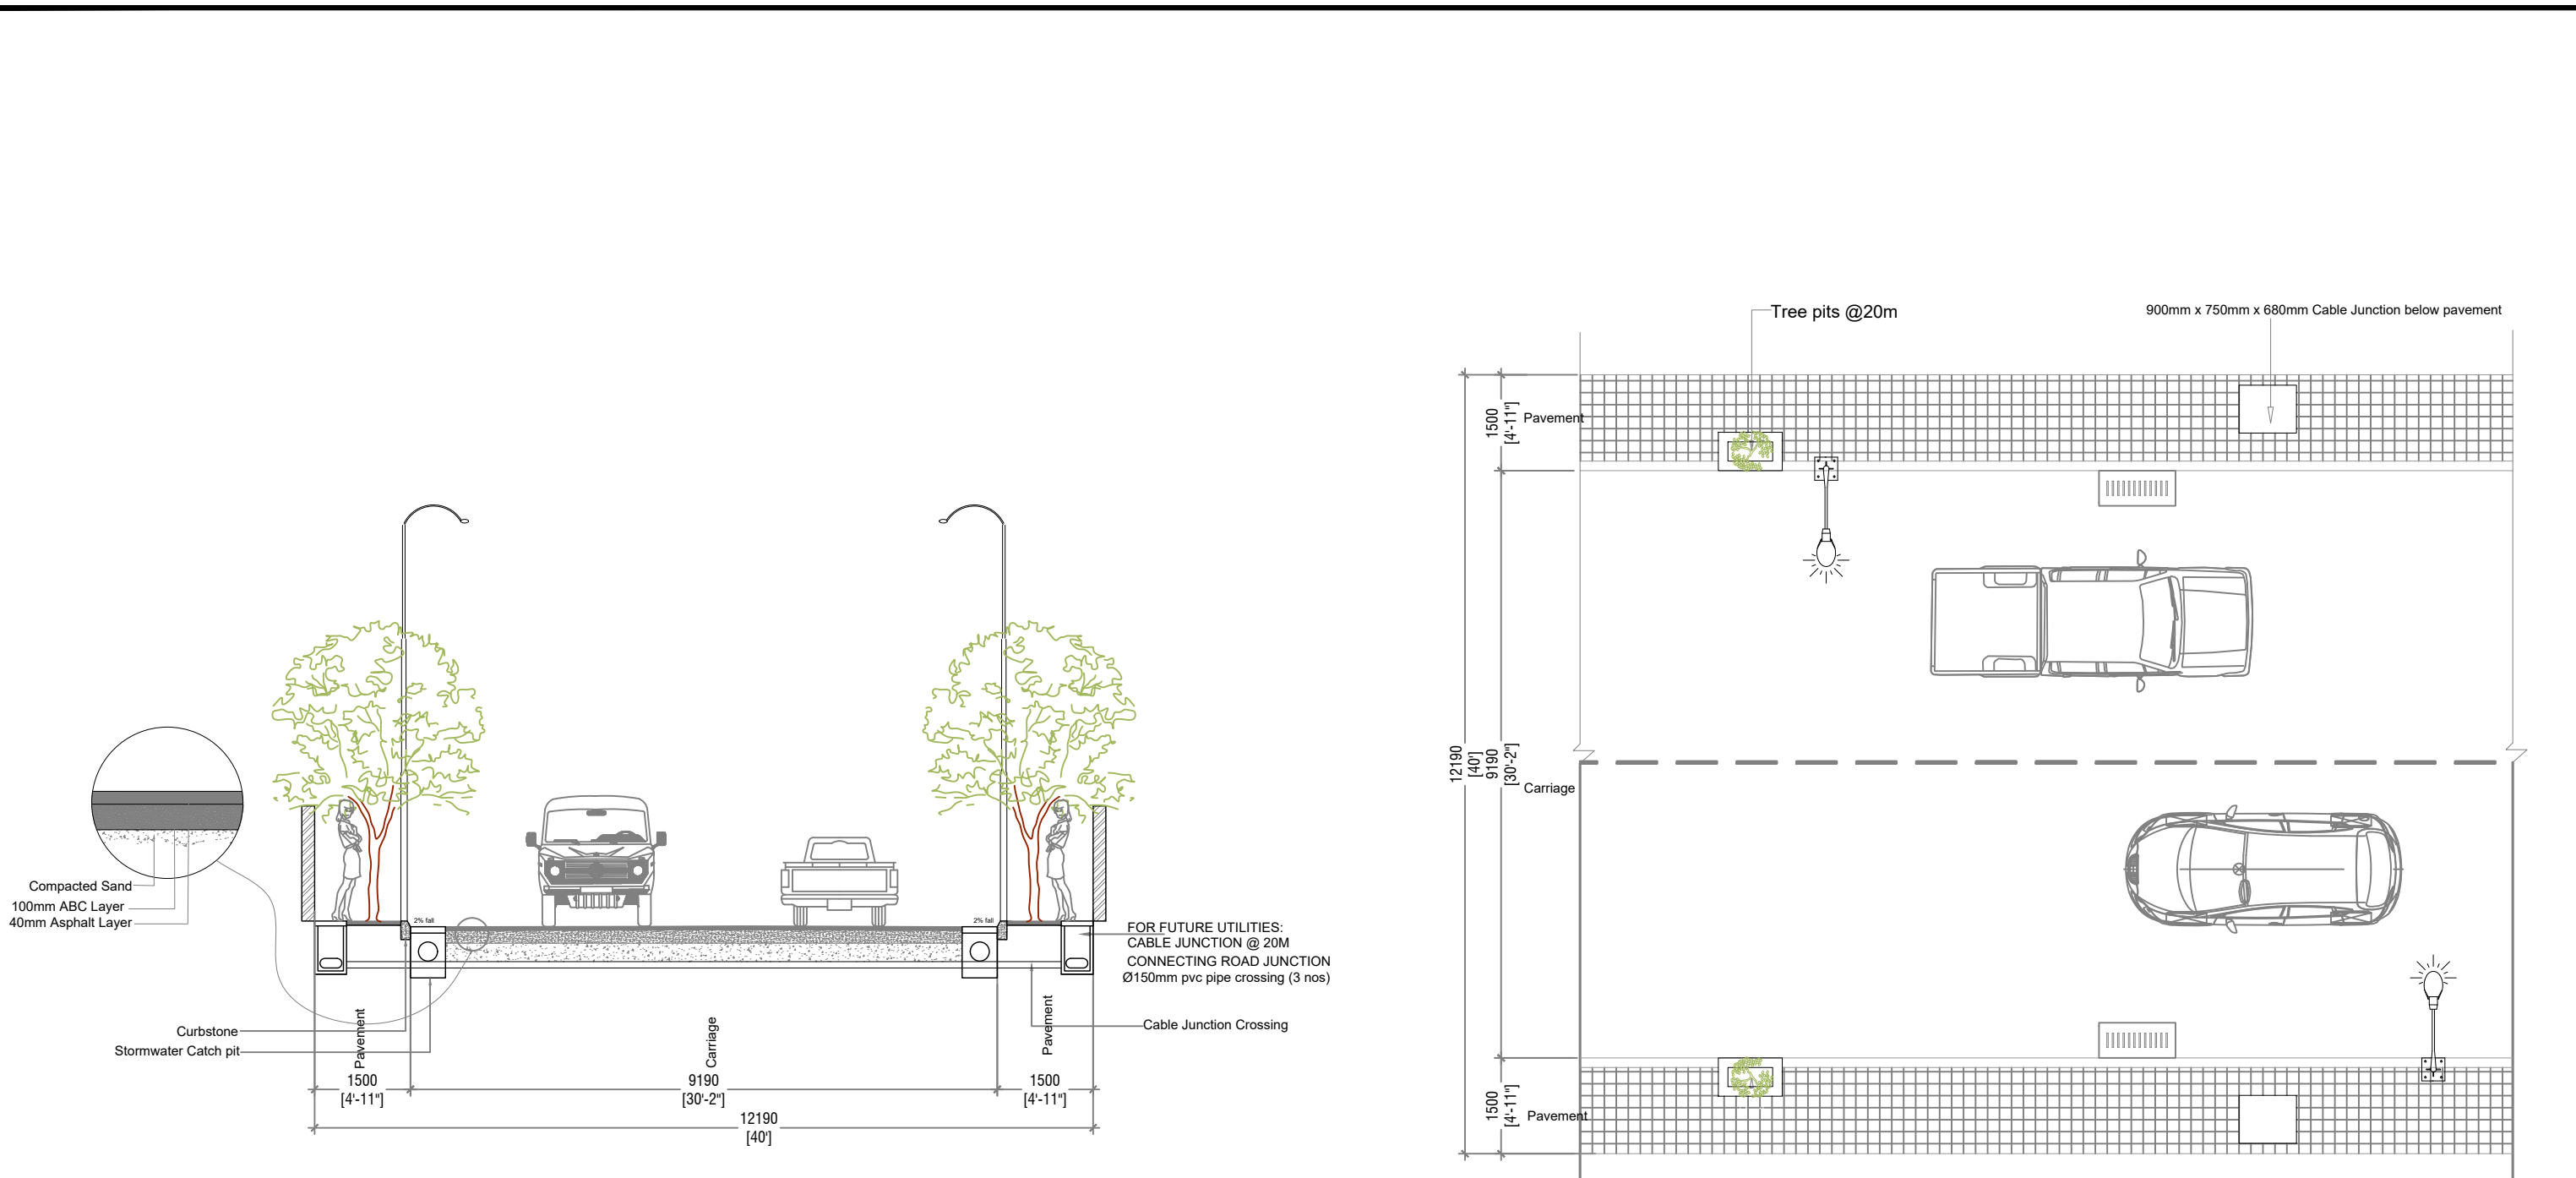 Compacted Sand
100mm ABC Layer
40mm Asphalt Layer
2% fall
2% fall
FOR FUTURE UTILITIES:
CABLE JUNCTION @ 20M
CONNECTING ROAD JUNCTION
Ø150mm pvc pipe crossing (3 nos)
Curbstone
Stormwater Catch pit
Pavement
Carriage
Pavement
Cable Junction Crossing
1500
[4'-11"]
9190
[30'-2"]
1500
[4'-11"]
12190
[40']
Tree pits @20m
900mm x 750mm x 680mm Cable Junction below pavement
1500
[4'-11"]
Pavement
12190
[40']
9190
[30'-2"]
Carriage
1500
[4'-11"]
Pavement